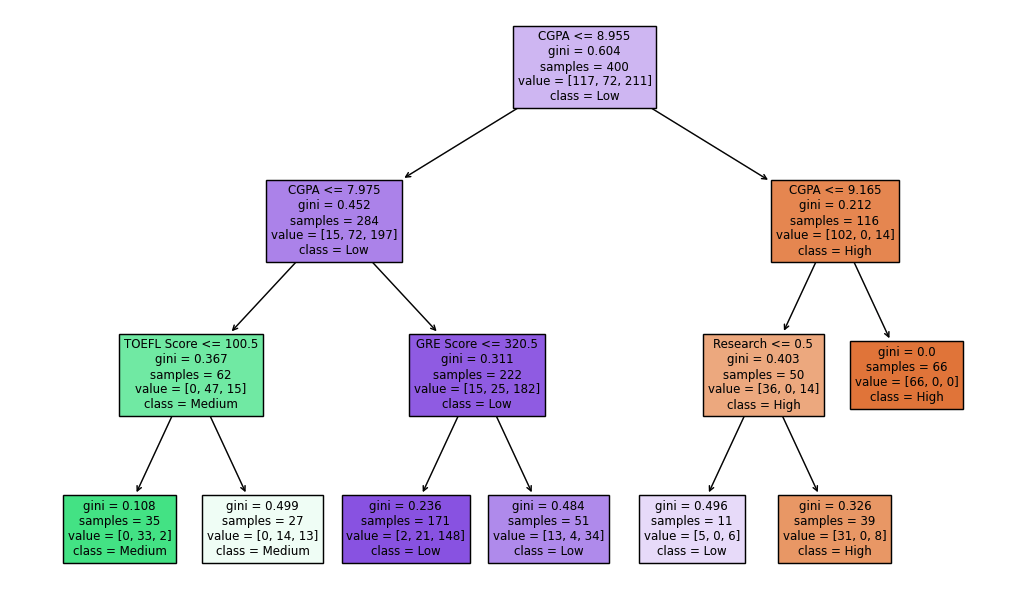 CGPA <= 8.955
gini = 0.604
samples = 400
value = [117, 72, 211]
class = Low
CGPA <= 7.975
gini = 0.452
samples = 284
value = [15, 72, 197]
class = Low
CGPA <= 9.165
gini = 0.212
samples = 116
value = [102, 0, 14]
class = High
TOEFL Score <= 100.5
gini = 0.367
samples = 62
value = [0, 47, 15]
class = Medium
GRE Score <= 320.5
gini = 0.311
samples = 222
value = [15, 25, 182]
class = Low
Research <= 0.5
gini = 0.403
samples = 50
value = [36, 0, 14]
class = High
gini = 0.0
samples = 66
value = [66, 0, 0]
class = High
gini = 0.108
samples = 35
value = [0, 33, 2]
class = Medium
gini = 0.499
samples = 27
value = [0, 14, 13]
class = Medium
gini = 0.236
samples = 171
value = [2, 21, 148]
class = Low
gini = 0.484
samples = 51
value = [13, 4, 34]
class = Low
gini = 0.496
samples = 11
value = [5, 0, 6]
class = Low
gini = 0.326
samples = 39
value = [31, 0, 8]
class = High